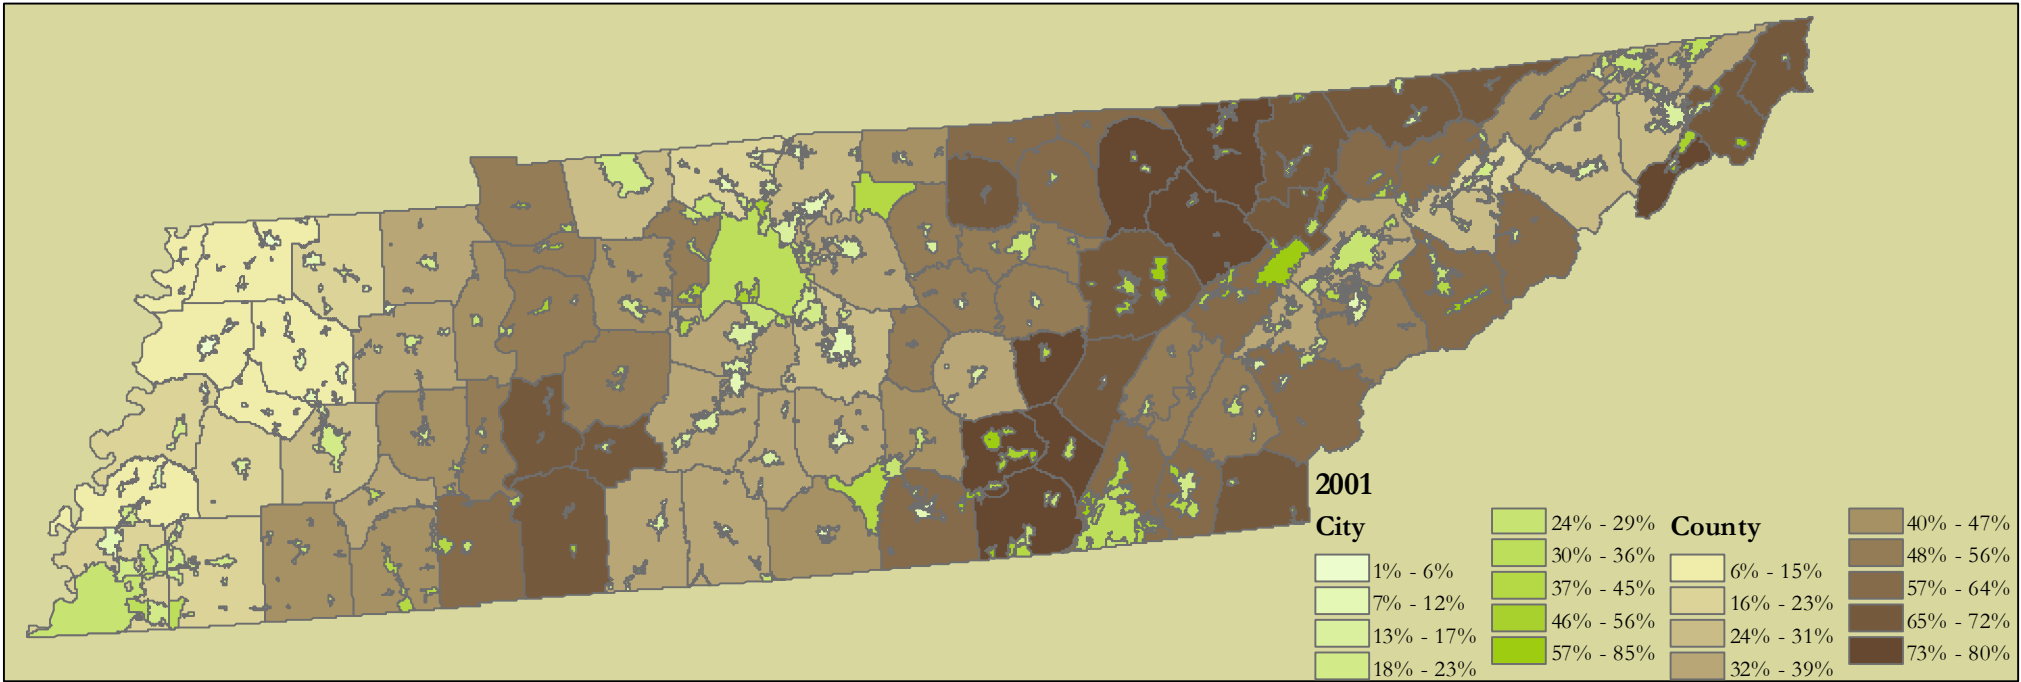 2001
City
1% - 6%
7% - 12%
13% - 17%
18% - 23%
24% - 29%
30% - 36%
37% - 45%
46% - 56%
57% - 85%
County
6% - 15%
16% - 23%
24% - 31%
32% - 39%
40% - 47%
48% - 56%
57% - 64%
65% - 72%
73% - 80%